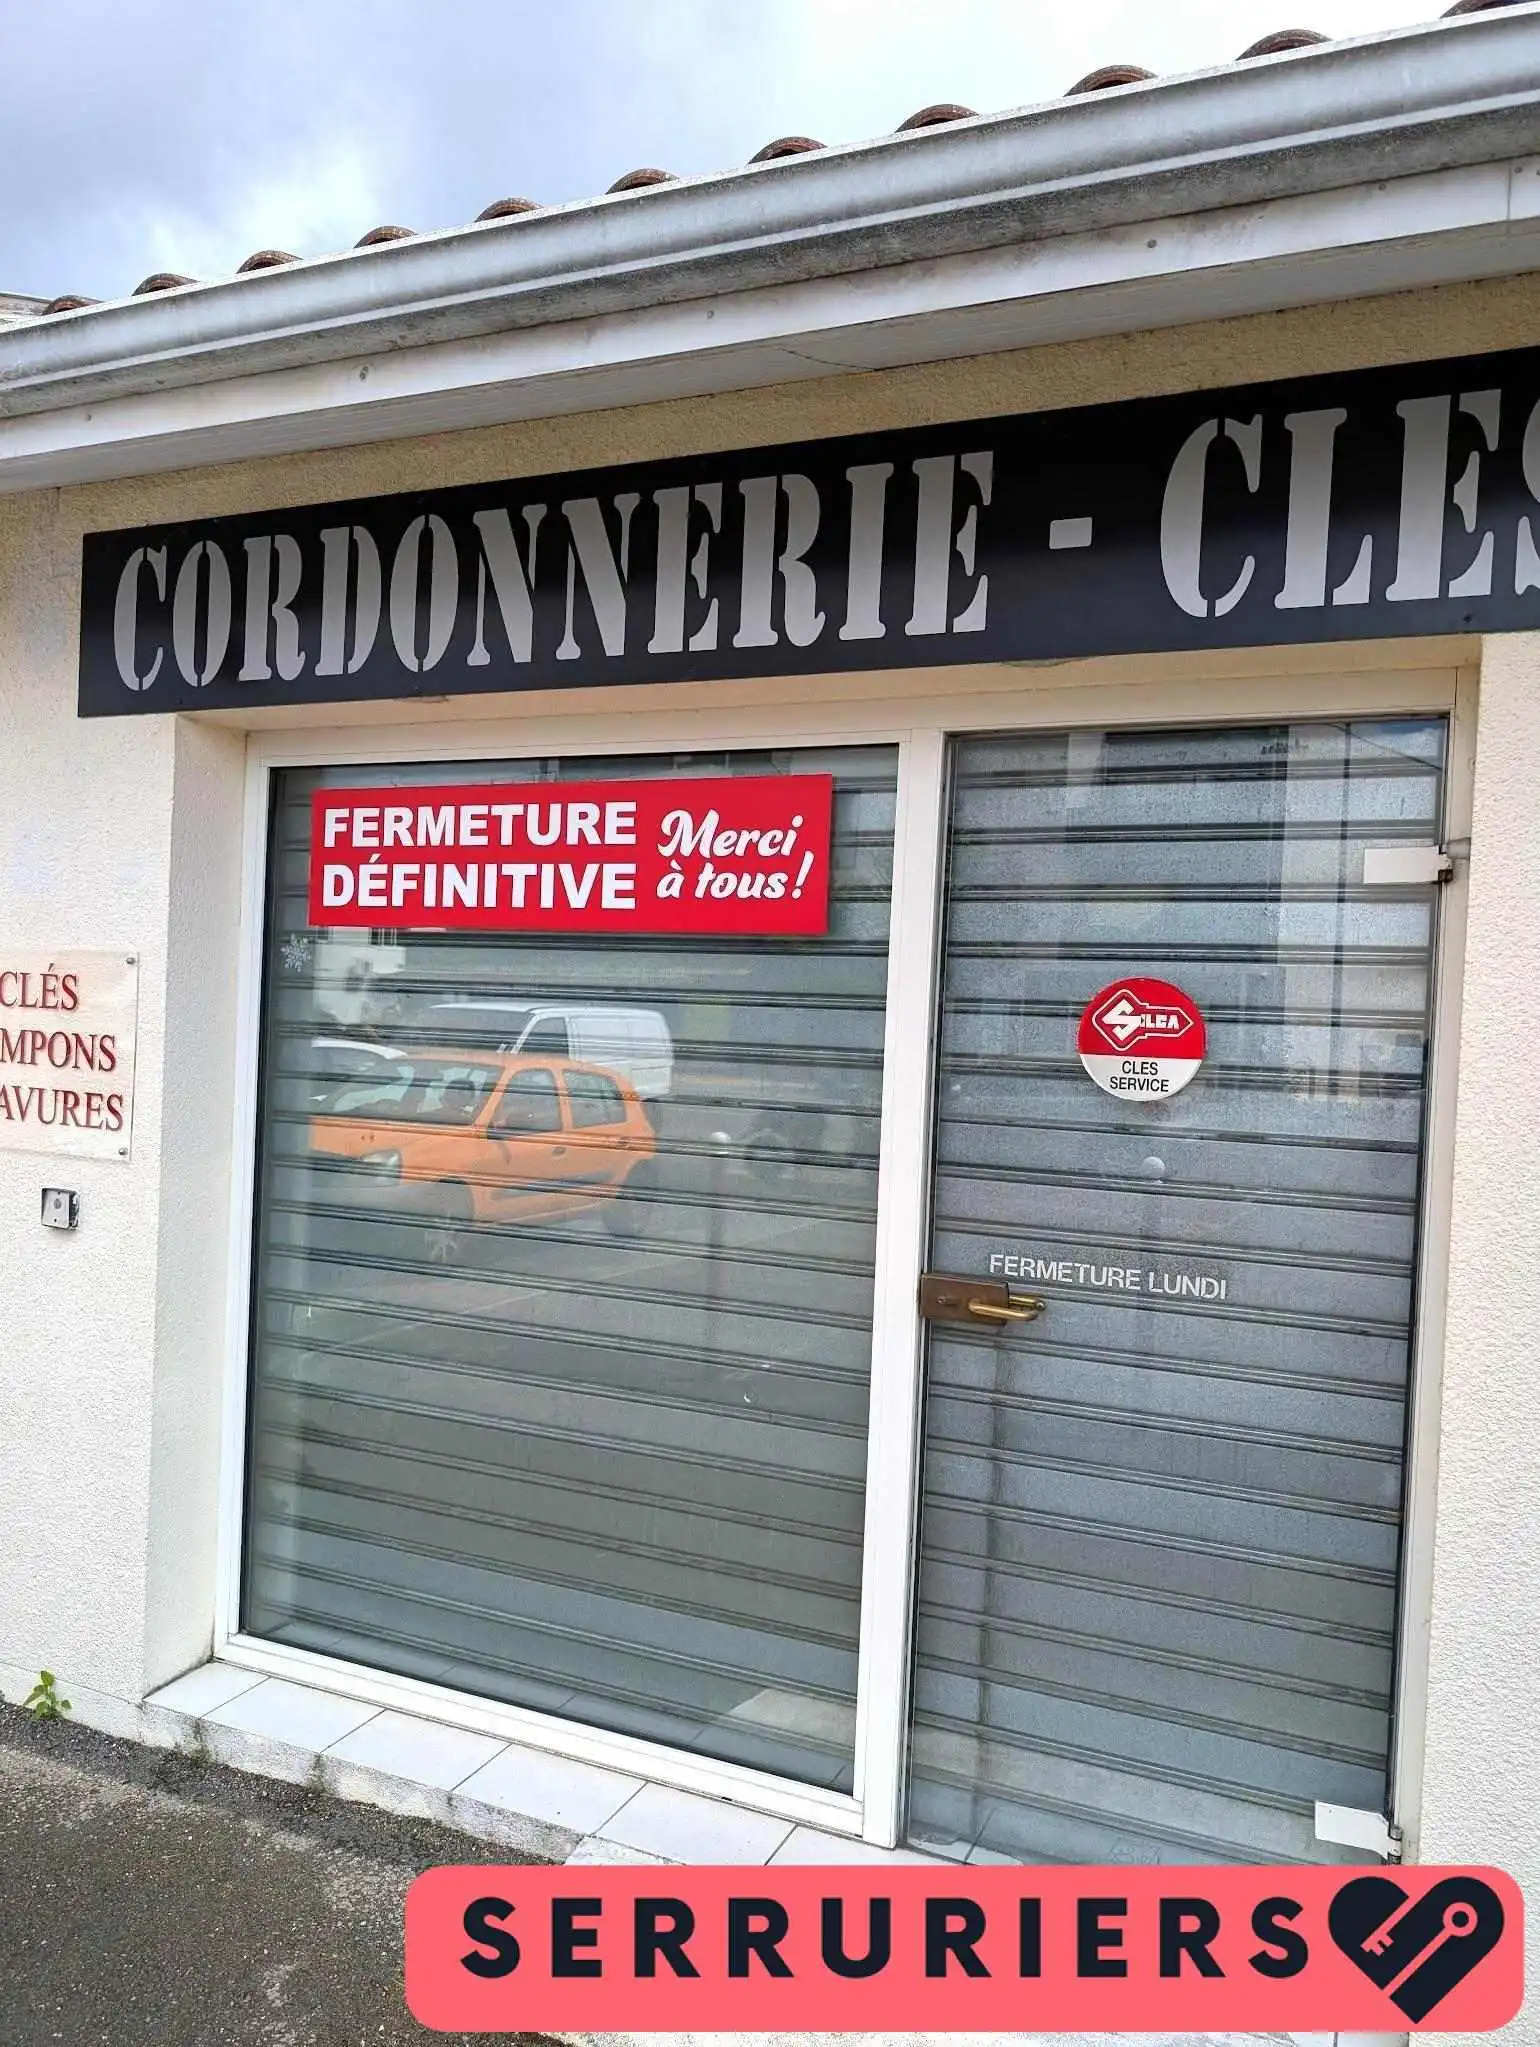 CORDONNERIE - CLES
FERMETURE
DÉFINITIVE
Merci
à tous!
CLÉS
MPONS
AVURES
SILCA
CLES
SERVICE
FERMETURE LUNDI
SERRURIERS